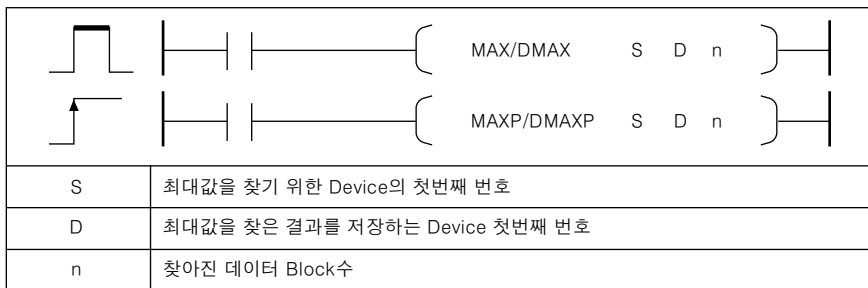 MAX/DMAX S D n
MAXP/DMAXP S D n
S 최대값을 찾기 위한 Device의 첫번째 번호
D 최대값을 찾은 결과를 저장하는 Device 첫번째 번호
n 찾아진 데이터 Block수